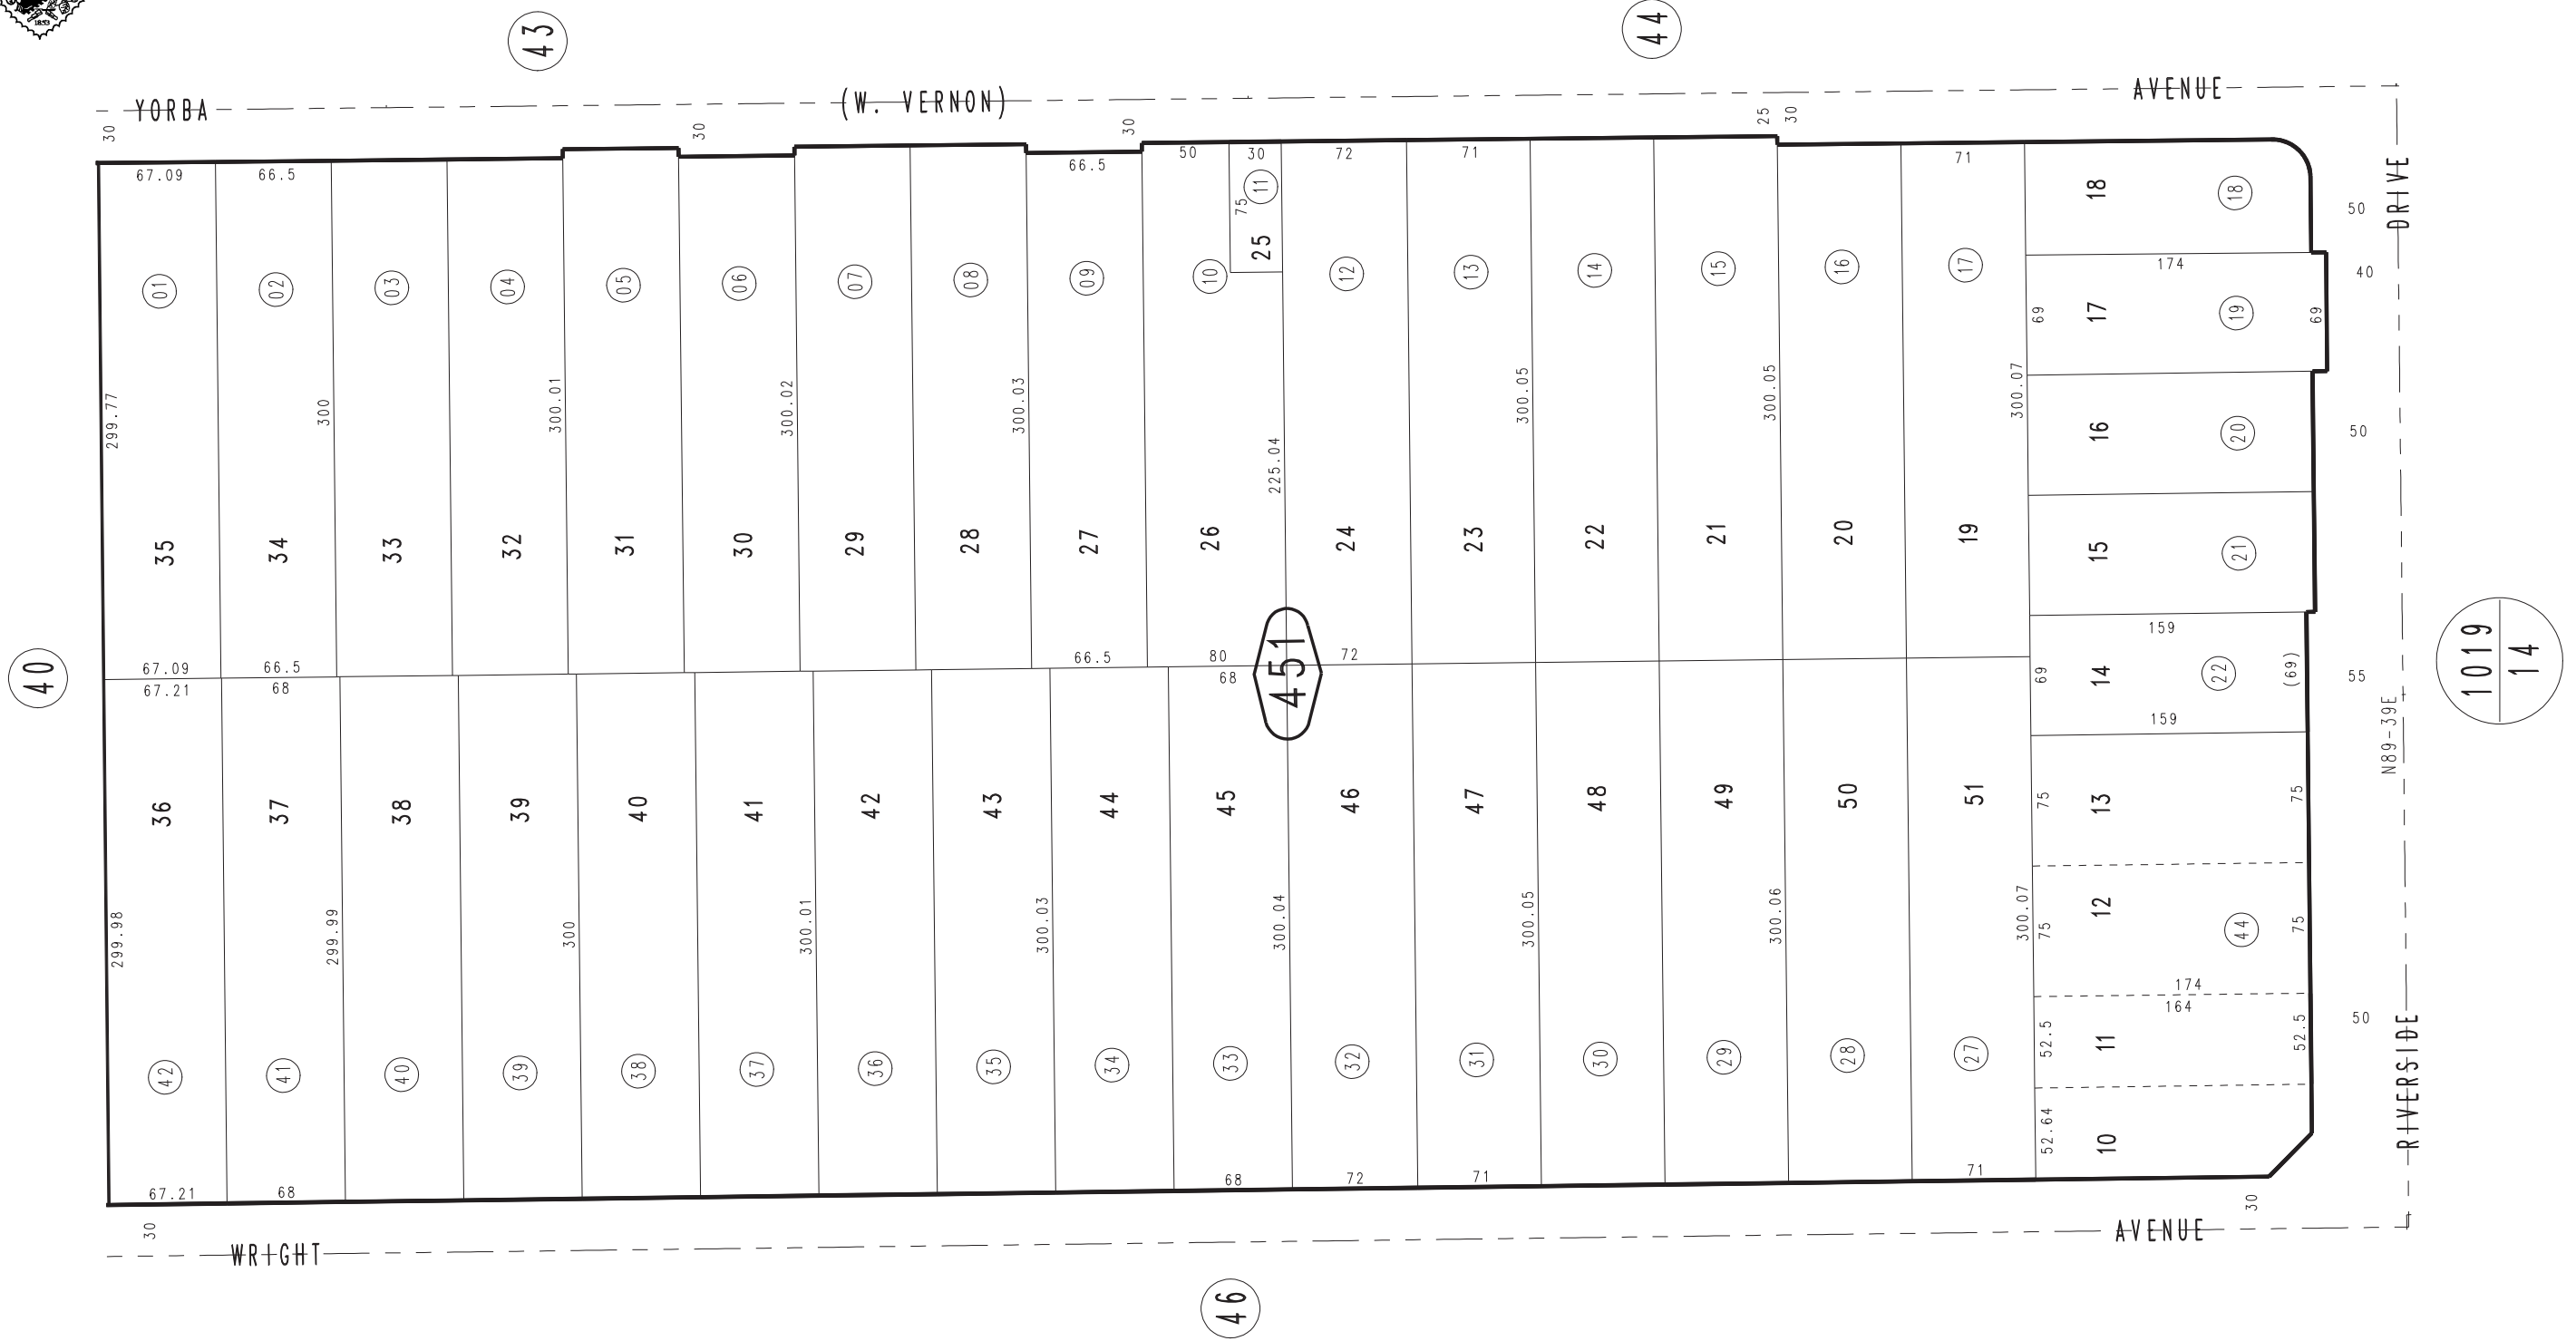 1853
43
44
YORBA (W. VERNON) AVENUE
30 30 30 25 30
67.09 66.5 66.5 50 30 72 71 71
11
75
25
18 18 50
DRIVE
174 40
01 02 03 04 05 06 07 08 09 10 12 13 14 15 16 17
69 17 19 69
299.77 300 300.01 300.02 300.03 225.04 300.05 300.05 300.07
16 20 50
35 34 33 32 31 30 29 28 27 26 24 23 22 21 20 19
15 21
67.09 66.5 66.5 80 72
67.21 68 68
451
159
69 14 22 (69) 55
159
N89-39E
40
1019
14
36 37 38 39 40 41 42 43 44 45 46 47 48 49 50 51
75 13 75
299.98 299.99 300 300.01 300.03 300.04 300.05 300.06 300.07
75 12 44 75
174
164
52.5 11 52.5 50
42 41 40 39 38 37 36 35 34 33 32 31 30 29 28 27
52.64 10
RIVERSIDE
67.21 68 68 72 71 71
30 30
WRIGHT AVENUE
46